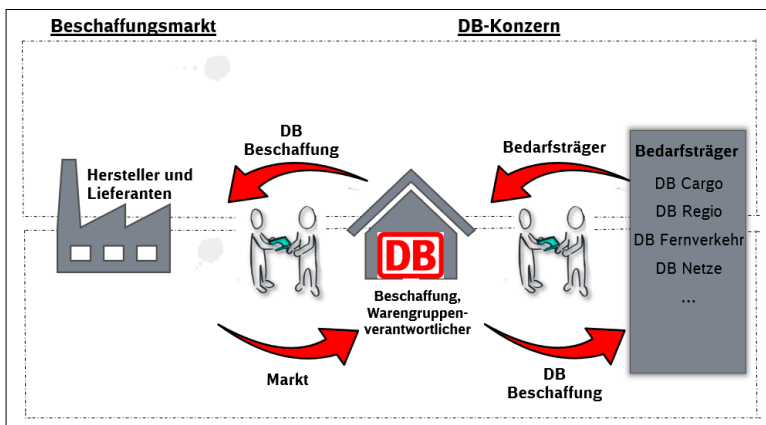 Beschaffungsmarkt
DB-Konzern
DB
Beschaffung
Bedarfsträger
Hersteller und
Lieferanten
Bedarfsträger
DB Cargo
DB Regio
DB Fernverkehr
DB Netze
...
DB
Beschaffung,
Warengruppen-
verantwortlicher
Markt
DB
Beschaffung